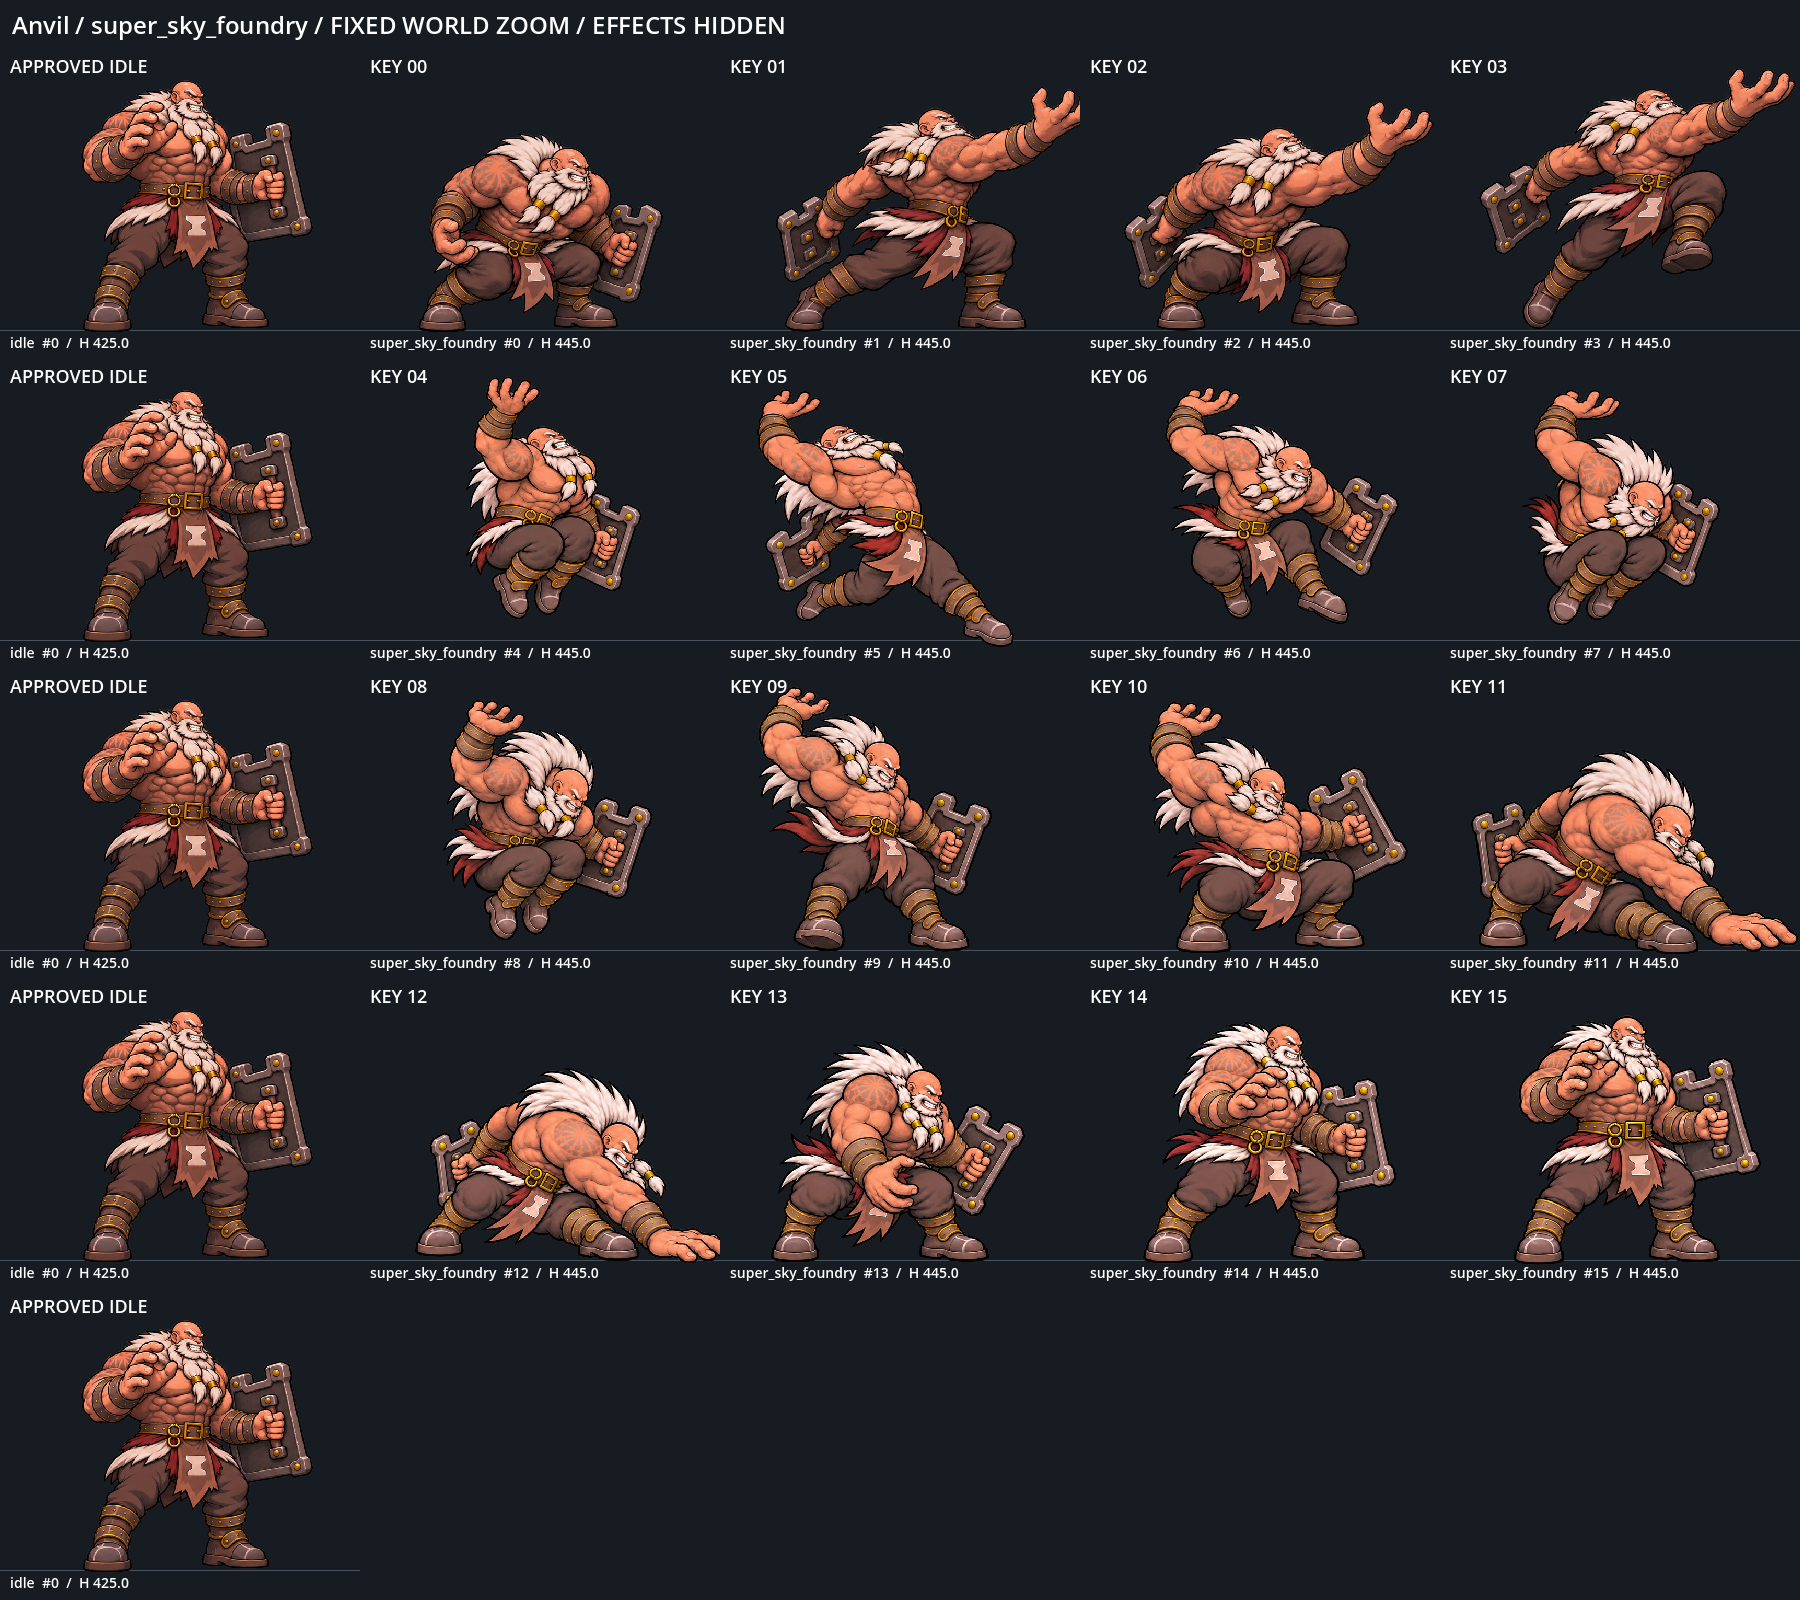 Anvil / super_sky_foundry / FIXED WORLD ZOOM / EFFECTS HIDDEN
APPROVED IDLE
KEY 00
KEY 01
KEY 02
KEY 03
idle #0 / H 425.0
super_sky_foundry #0 / H 445.0
super_sky_foundry #1 / H 445.0
super_sky_foundry #2 / H 445.0
super_sky_foundry #3 / H 445.0
APPROVED IDLE
KEY 04
KEY 05
KEY 06
KEY 07
idle #0 / H 425.0
super_sky_foundry #4 / H 445.0
super_sky_foundry #5 / H 445.0
super_sky_foundry #6 / H 445.0
super_sky_foundry #7 / H 445.0
APPROVED IDLE
KEY 08
KEY 09
KEY 10
KEY 11
idle #0 / H 425.0
super_sky_foundry #8 / H 445.0
super_sky_foundry #9 / H 445.0
super_sky_foundry #10 / H 445.0
super_sky_foundry #11 / H 445.0
APPROVED IDLE
KEY 12
KEY 13
KEY 14
KEY 15
idle #0 / H 425.0
super_sky_foundry #12 / H 445.0
super_sky_foundry #13 / H 445.0
super_sky_foundry #14 / H 445.0
super_sky_foundry #15 / H 445.0
APPROVED IDLE
idle #0 / H 425.0